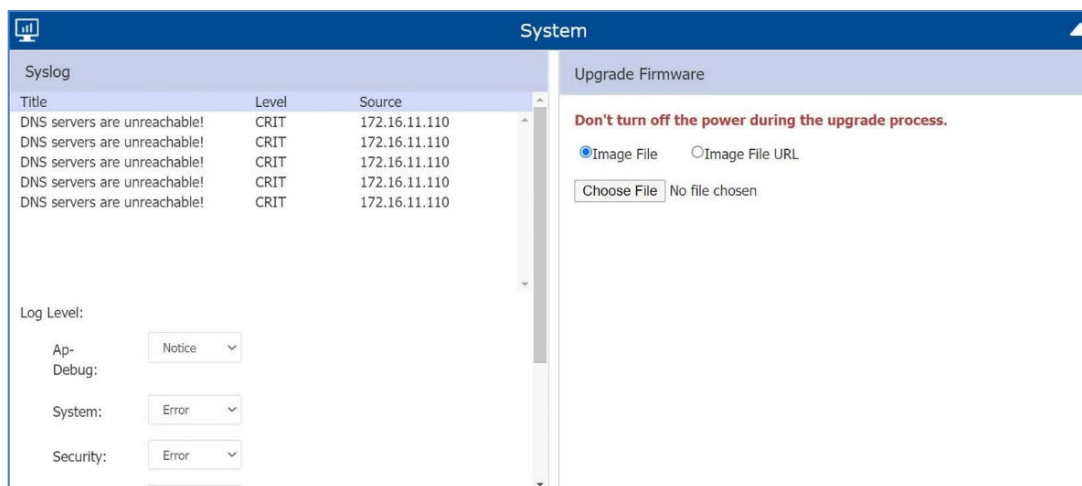 System
Syslog
Title Level Source
DNS servers are unreachable! CRIT 172.16.11.110
DNS servers are unreachable! CRIT 172.16.11.110
DNS servers are unreachable! CRIT 172.16.11.110
DNS servers are unreachable! CRIT 172.16.11.110
DNS servers are unreachable! CRIT 172.16.11.110
Log Level:
Ap-
Debug:
Notice
System: Error
Security: Error
Upgrade Firmware
Don't turn off the power during the upgrade process.
Image File Image File URL
Choose File No file chosen